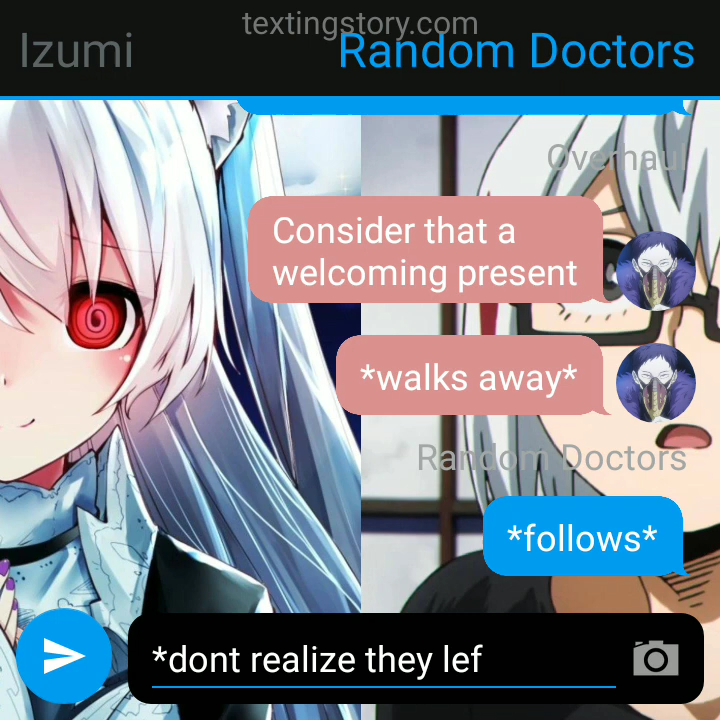 textingstory.com
Izumi
Random Doctors
Overhaul
Consider that a
welcoming present
*walks away*
Random Doctors
*follows*
*dont realize they lef